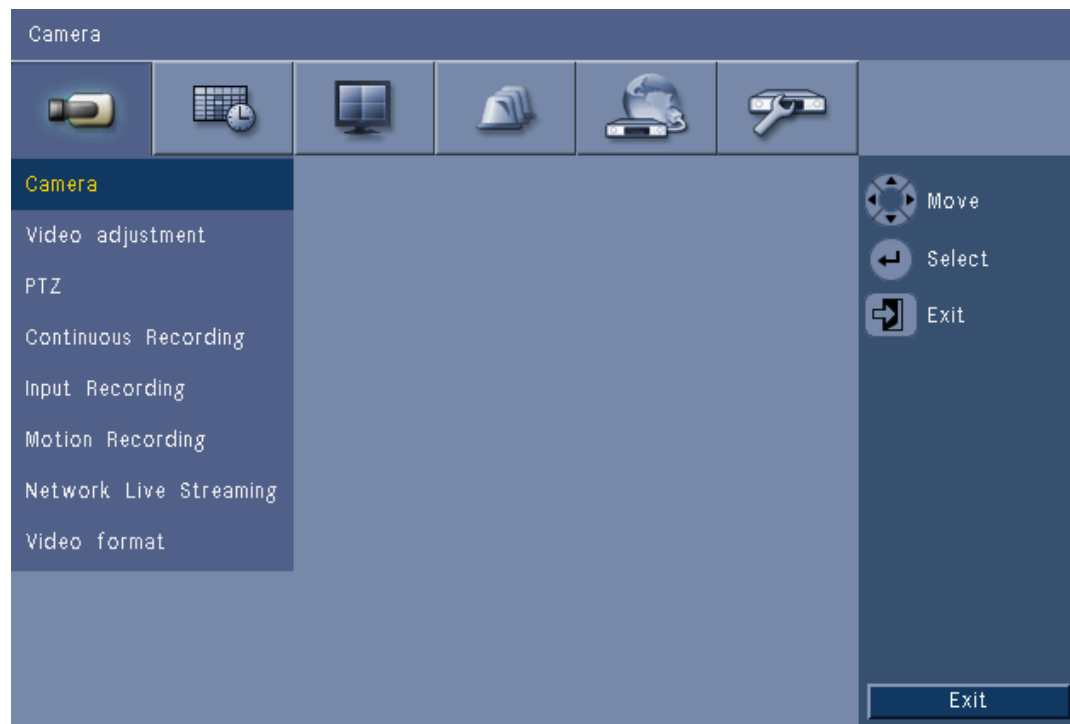 Camera
Camera
Video adjustment
PTZ
Continuous Recording
Input Recording
Motion Recording
Network Live Streaming
Video format
Move
Select
Exit
Exit